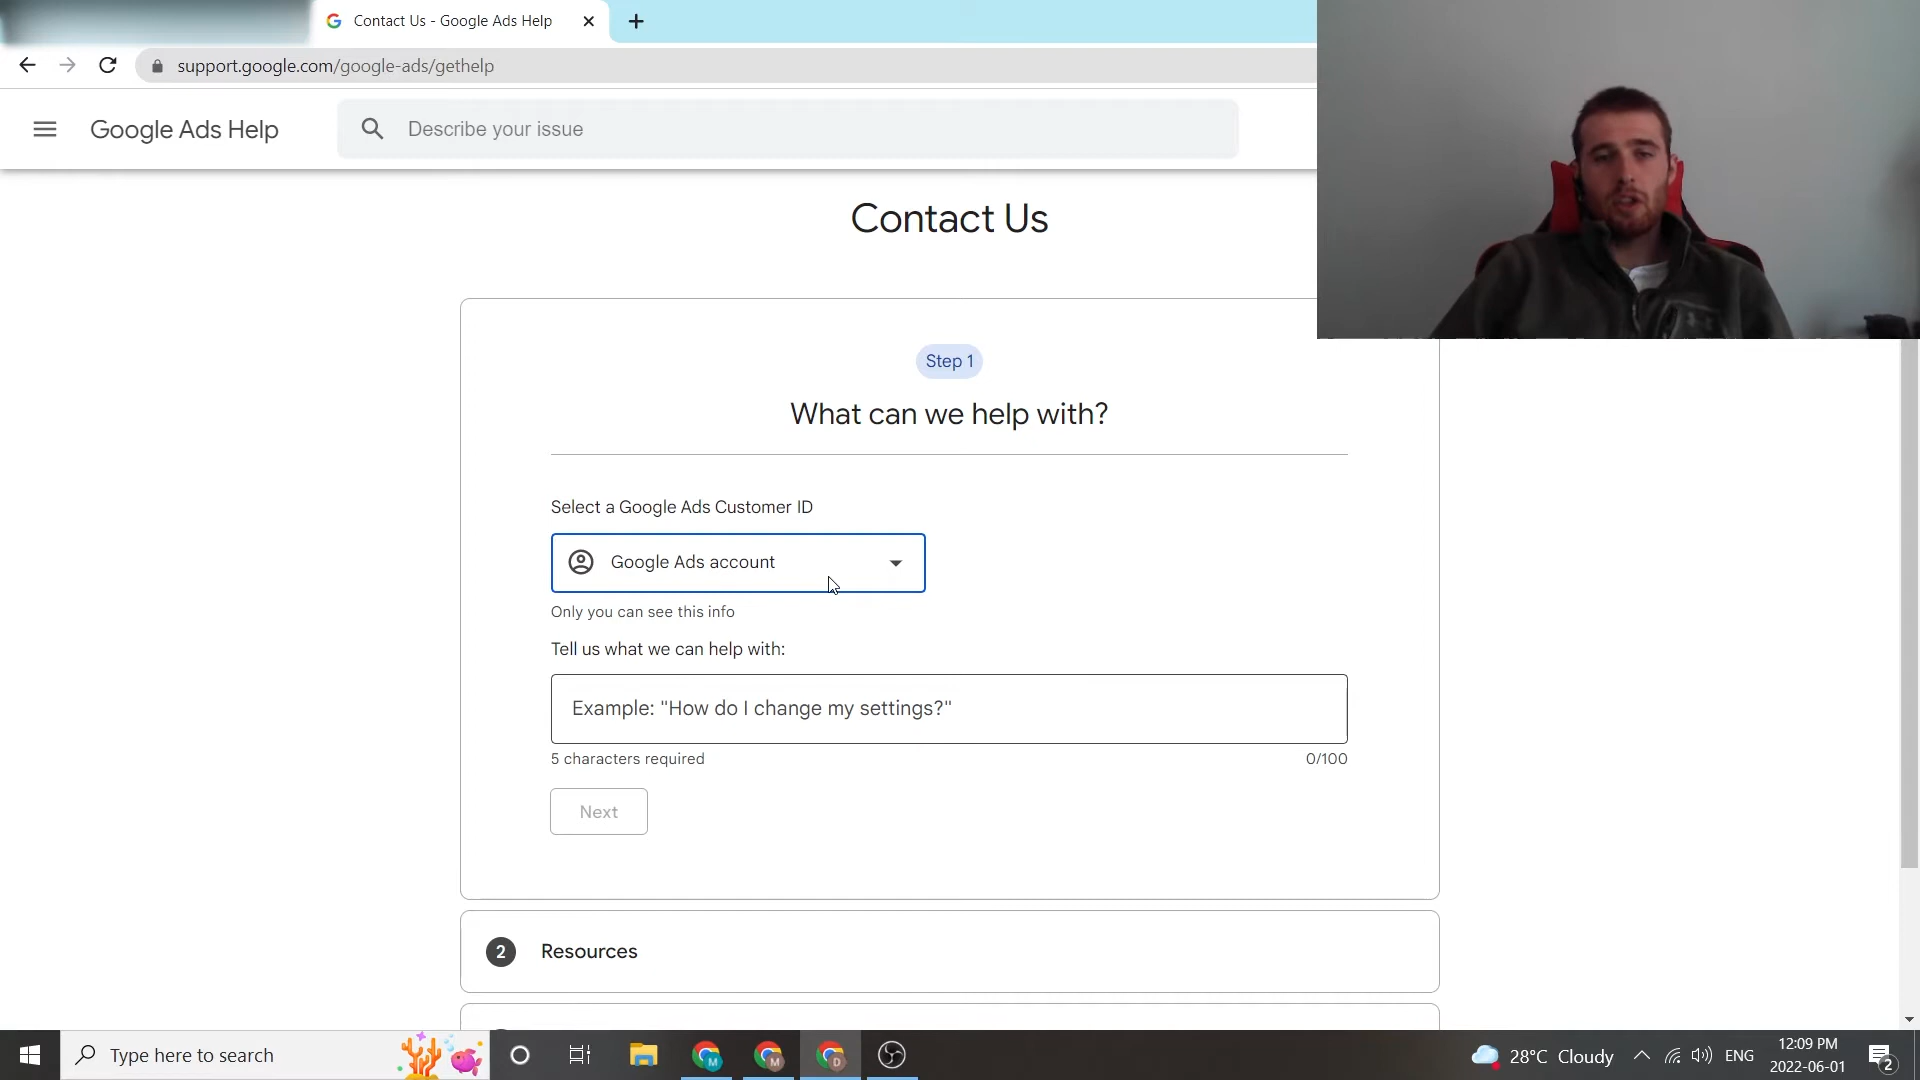 Contact Us - Google Ads Help
support.google.com/google-ads/gethelp
Google Ads Help
Describe your issue
Contact Us
Step 1
What can we help with?
Select a Google Ads Customer ID
Google Ads account
Only you can see this info
Tell us what we can help with:
Example: "How do I change my settings?"
5 characters required
0/100
Next
2
Resources
Type here to search
M
M
D
28°C Cloudy
ENG
12:09 PM
2022-06-01
2